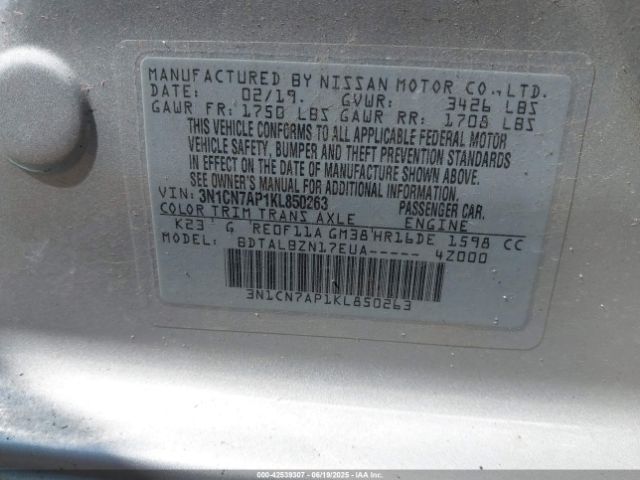 MANUFACTURED BY NISSAN MOTOR CO., LTD.
DATE: 02/19. GVWR: 3426 LBS
GAWR FR: 1750 LBS GAWR RR: 1708 LBS
THIS VEHICLE CONFORMS TO ALL APPLICABLE FEDERAL MOTOR
VEHICLE SAFETY, BUMPER AND THEFT PREVENTION STANDARDS
IN EFFECT ON THE DATE OF MANUFACTURE SHOWN ABOVE.
SEE OWNER'S MANUAL FOR ADDITIONAL INFORMATION.
VIN: 3N1CN7AP1KL850263 PASSENGER CAR.
COLOR TRIM TRANS AXLE ENGINE
K23 G RE0F11A GM38 HR16DE 1598 CC
MODEL: BDTALBZN17EUA----- 4Z000
3N1CN7AP1KL850263
000-42539307 - 06/19/2025 - IAAI.COM